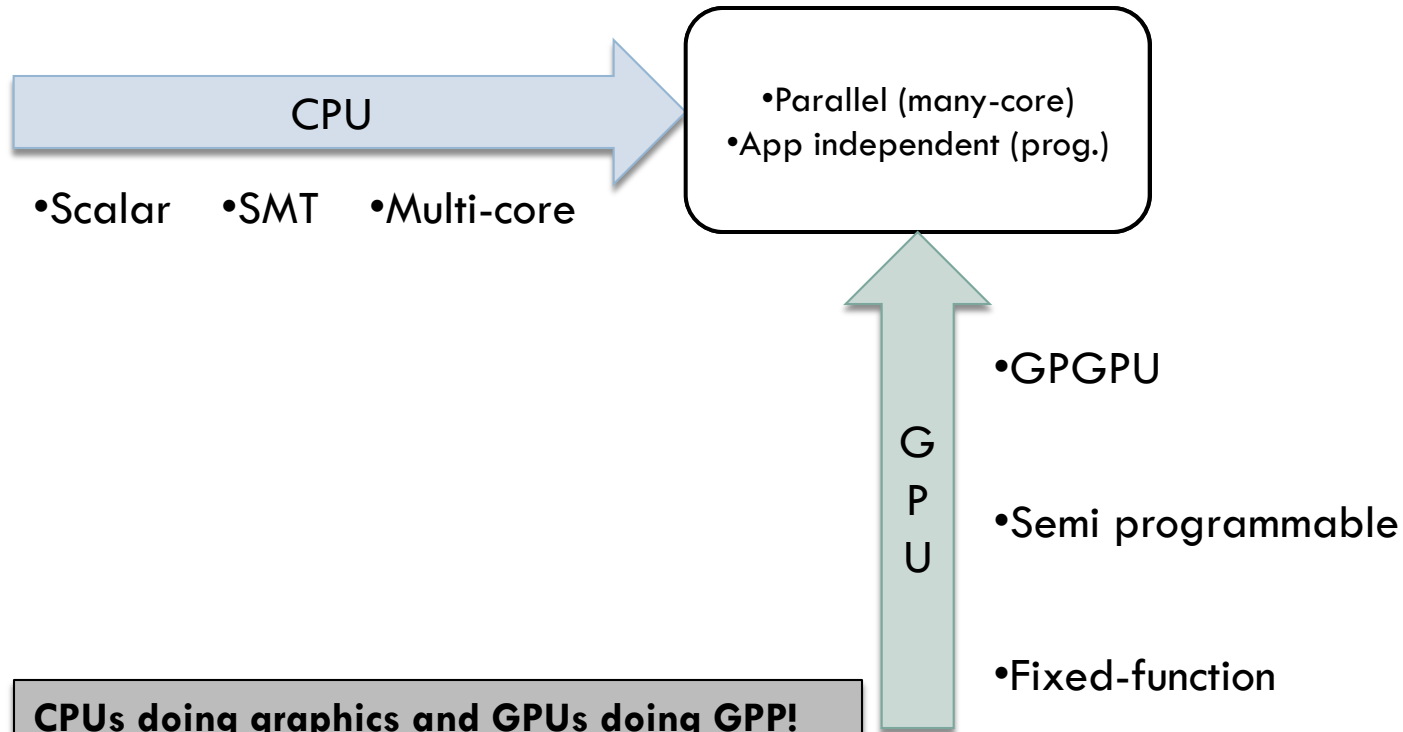 CPU
•Parallel (many-core)
•App independent (prog.)
•Scalar •SMT •Multi-core
•GPGPU
G
P
U
•Semi programmable
•Fixed-function
CPUs doing graphics and GPUs doing GPP!